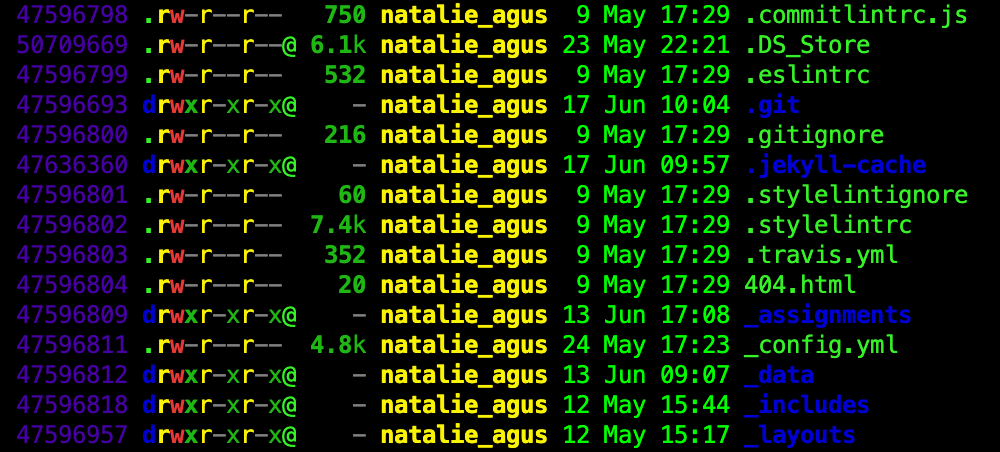 47596798 .rw-r--r--  750 natalie_agus  9 May 17:29 .commitlintrc.js
50709669 .rw-r--r--@ 6.1k natalie_agus 23 May 22:21 .DS_Store
47596799 .rw-r--r--  532 natalie_agus  9 May 17:29 .eslintrc
47596693 drwxr-xr-x@    - natalie_agus 17 Jun 10:04 .git
47596800 .rw-r--r--  216 natalie_agus  9 May 17:29 .gitignore
47636360 drwxr-xr-x@    - natalie_agus 17 Jun 09:57 .jekyll-cache
47596801 .rw-r--r--   60 natalie_agus  9 May 17:29 .stylelintignore
47596802 .rw-r--r-- 7.4k natalie_agus  9 May 17:29 .stylelintrc
47596803 .rw-r--r--  352 natalie_agus  9 May 17:29 .travis.yml
47596804 .rw-r--r--   20 natalie_agus  9 May 17:29 404.html
47596809 drwxr-xr-x@    - natalie_agus 13 Jun 17:08 _assignments
47596811 .rw-r--r-- 4.8k natalie_agus 24 May 17:23 _config.yml
47596812 drwxr-xr-x@    - natalie_agus 13 Jun 09:07 _data
47596818 drwxr-xr-x@    - natalie_agus 12 May 15:44 _includes
47596957 drwxr-xr-x@    - natalie_agus 12 May 15:17 _layouts